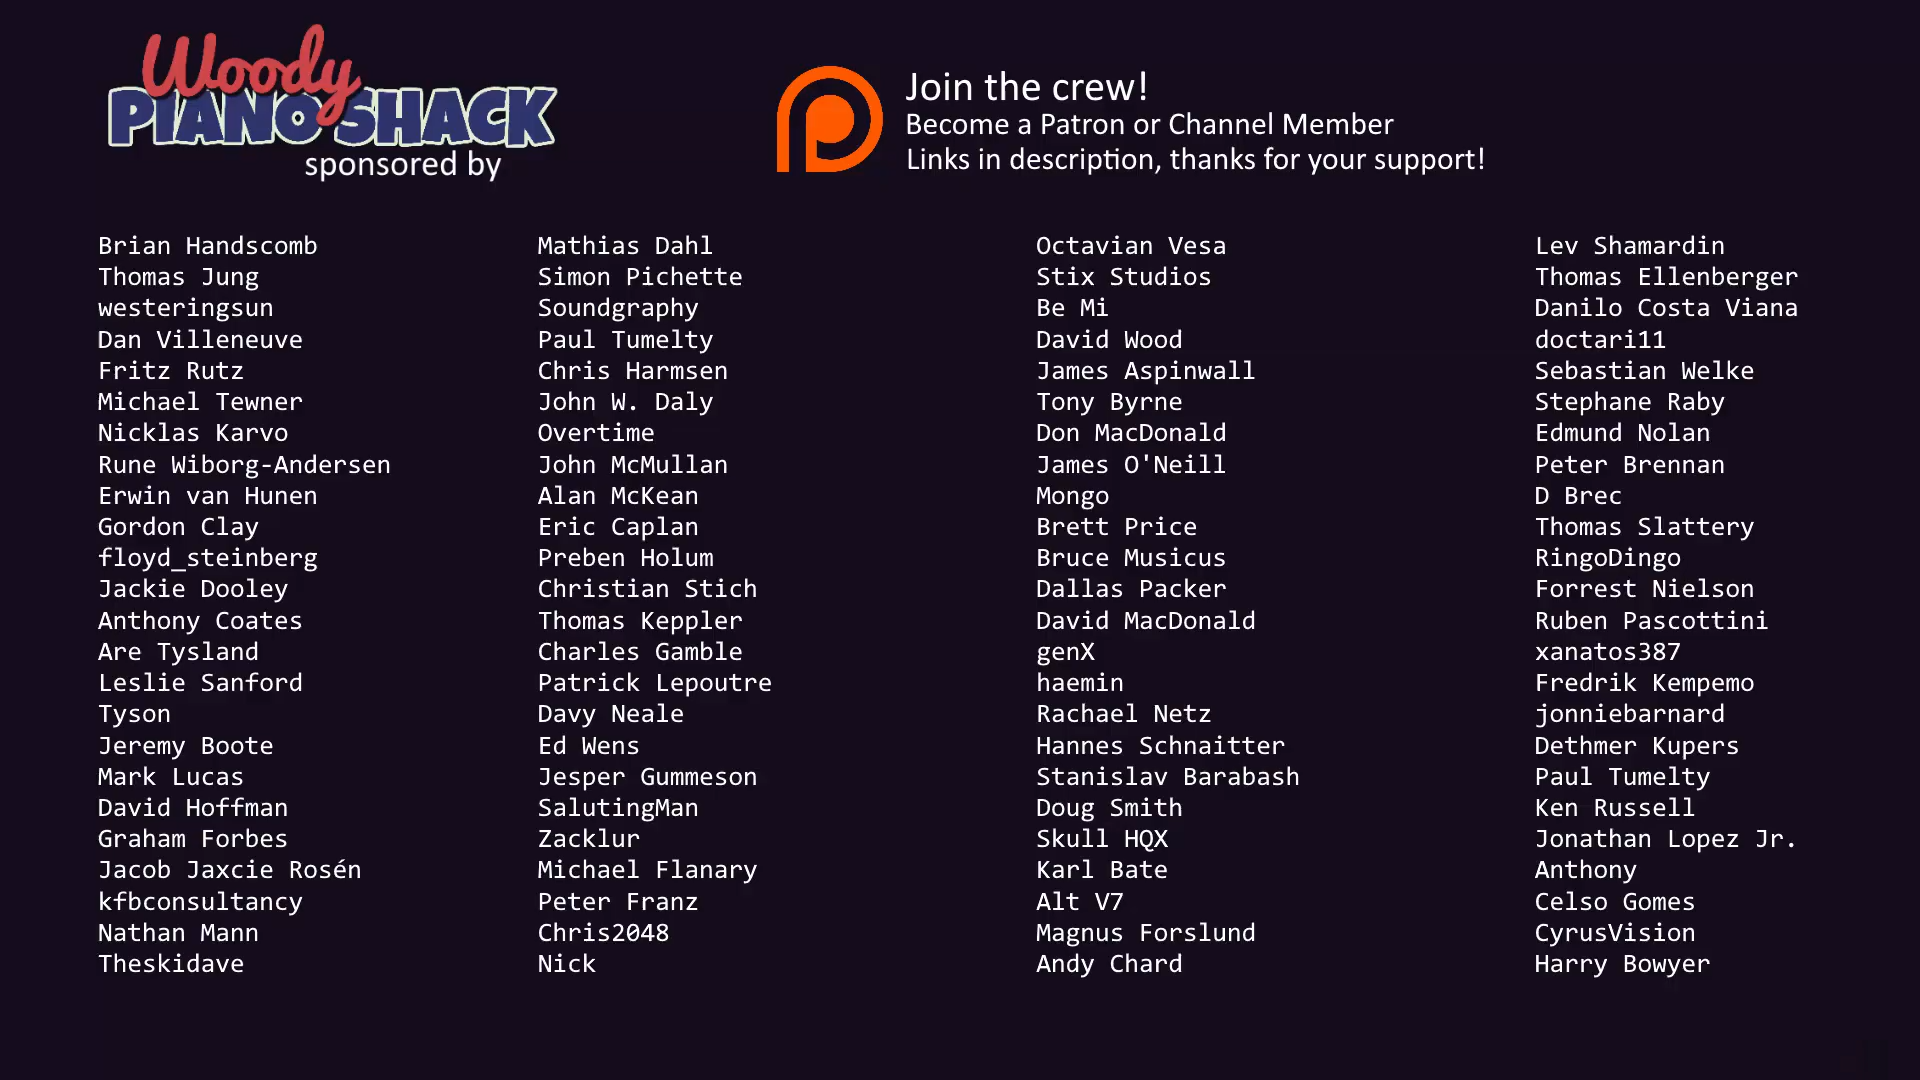 Woody
PIANO SHACK
sponsored by
Join the crew!
Become a Patron or Channel Member
Links in description, thanks for your support!
Brian Handscomb
Thomas Jung
westeringsun
Dan Villeneuve
Fritz Rutz
Michael Tewner
Nicklas Karvo
Rune Wiborg-Andersen
Erwin van Hunen
Gordon Clay
floyd_steinberg
Jackie Dooley
Anthony Coates
Are Tysland
Leslie Sanford
Tyson
Jeremy Boote
Mark Lucas
David Hoffman
Graham Forbes
Jacob Jaxcie Rosén
kfbconsultancy
Nathan Mann
Theskidave
Mathias Dahl
Simon Pichette
Soundgraphy
Paul Tumelty
Chris Harmsen
John W. Daly
Overtime
John McMullan
Alan McKean
Eric Caplan
Preben Holum
Christian Stich
Thomas Keppler
Charles Gamble
Patrick Lepoutre
Davy Neale
Ed Wens
Jesper Gummeson
SalutingMan
Zacklur
Michael Flanary
Peter Franz
Chris2048
Nick
Octavian Vesa
Stix Studios
Be Mi
David Wood
James Aspinwall
Tony Byrne
Don MacDonald
James O'Neill
Mongo
Brett Price
Bruce Musicus
Dallas Packer
David MacDonald
genX
haemin
Rachael Netz
Hannes Schnaitter
Stanislav Barabash
Doug Smith
Skull HQX
Karl Bate
Alt V7
Magnus Forslund
Andy Chard
Lev Shamardin
Thomas Ellenberger
Danilo Costa Viana
doctari11
Sebastian Welke
Stephane Raby
Edmund Nolan
Peter Brennan
D Brec
Thomas Slattery
RingoDingo
Forrest Nielson
Ruben Pascottini
xanatos387
Fredrik Kempemo
jonniebarnard
Dethmer Kupers
Paul Tumelty
Ken Russell
Jonathan Lopez Jr.
Anthony
Celso Gomes
CyrusVision
Harry Bowyer